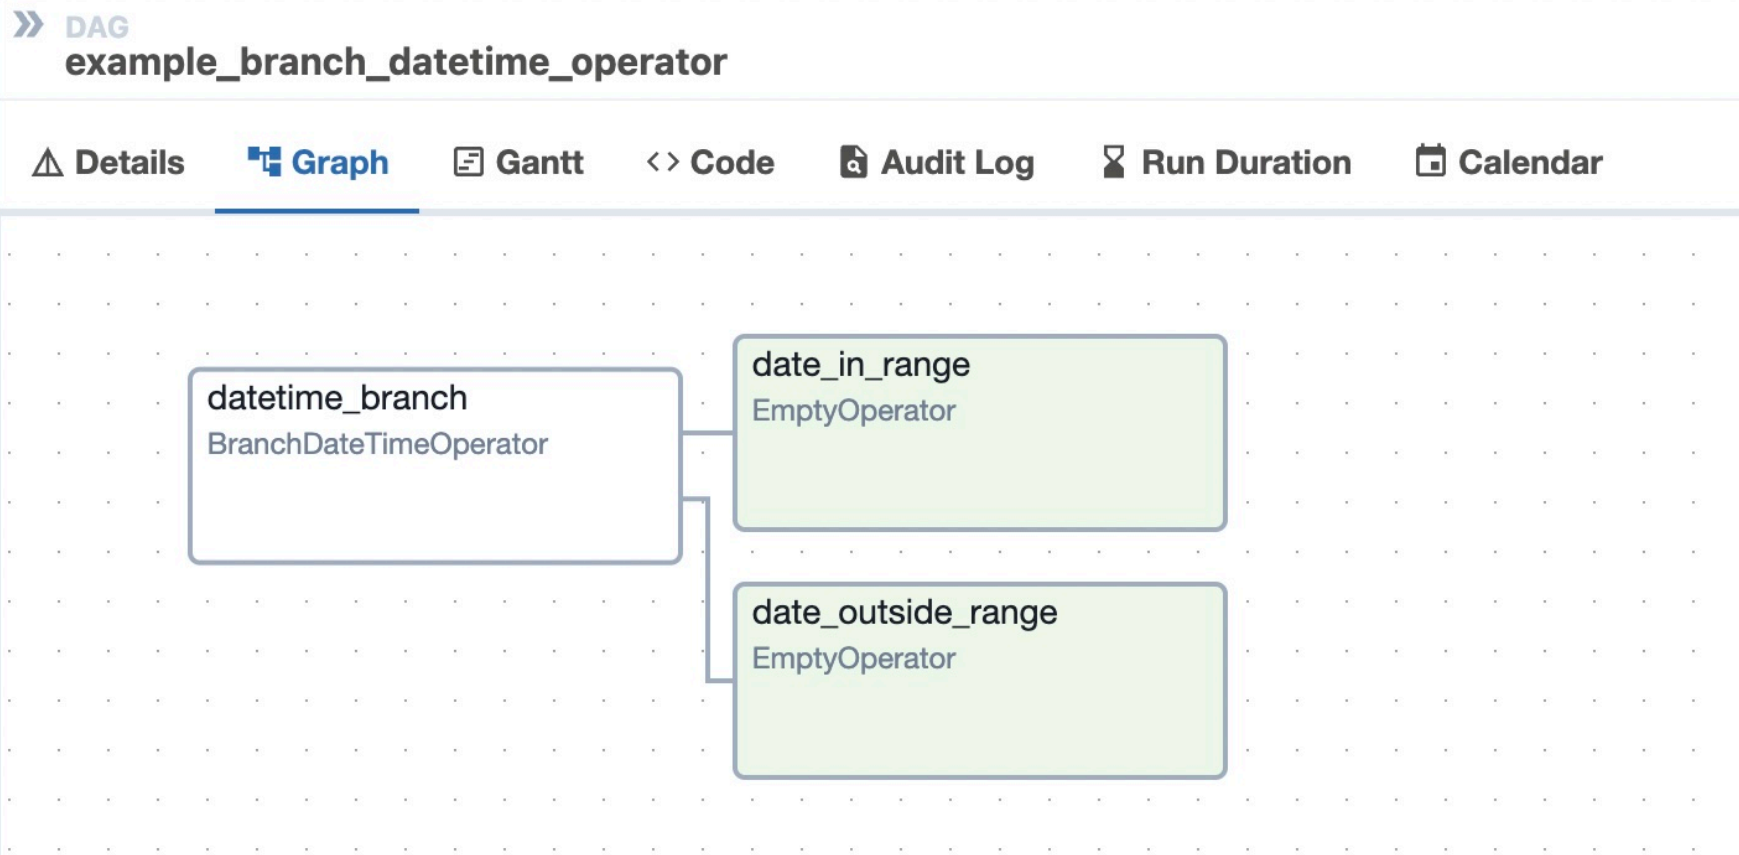 DAG
example_branch_datetime_operator
Details Graph Gantt Code Audit Log Run Duration Calendar
datetime_branch
BranchDateTimeOperator
date_in_range
EmptyOperator
date_outside_range
EmptyOperator